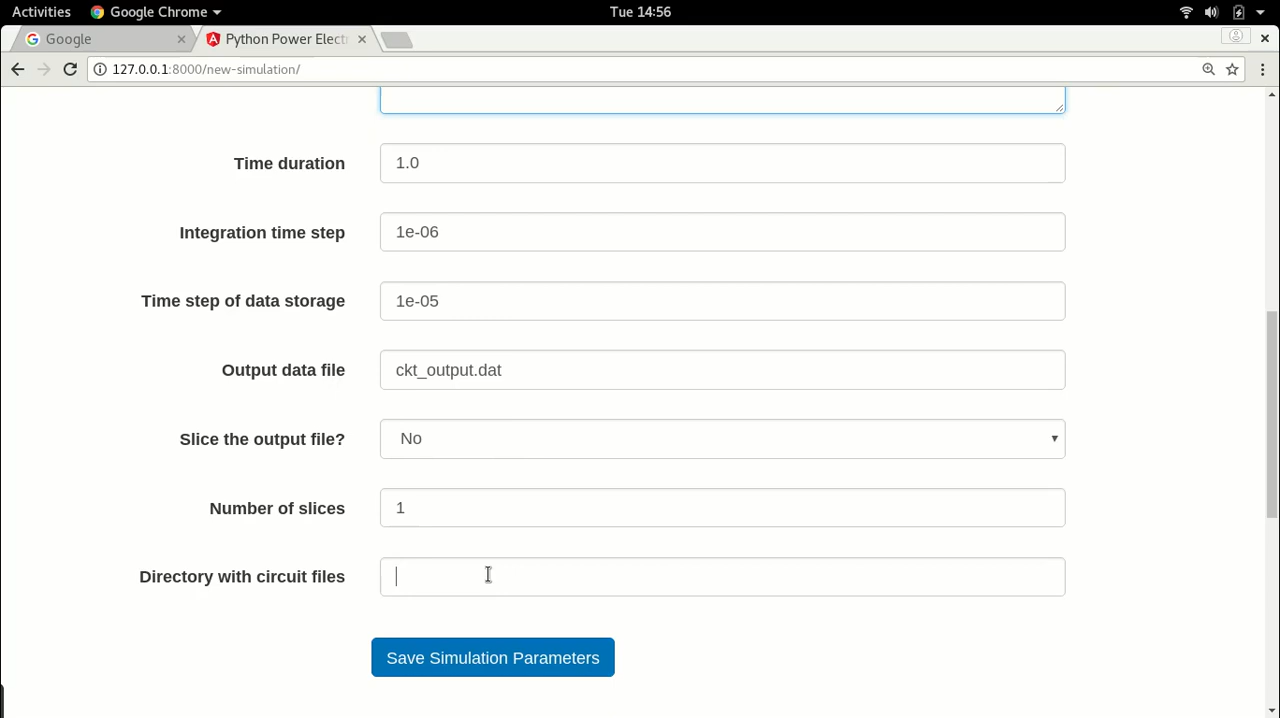 Activities Google Chrome Tue 14:56
Google Python Power Elect
127.0.0.1:8000/new-simulation/
Time duration 1.0
Integration time step 1e-06
Time step of data storage 1e-05
Output data file ckt_output.dat
Slice the output file? No
Number of slices 1
Directory with circuit files
Save Simulation Parameters